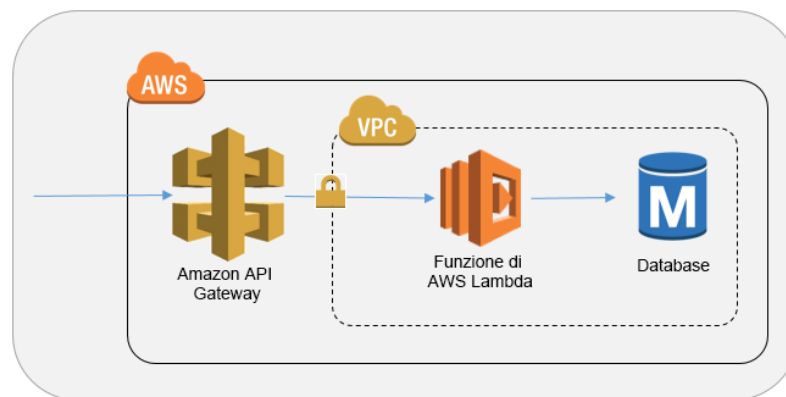 AWS
VPC
M
Amazon API
Gateway
Funzione di
AWS Lambda
Database